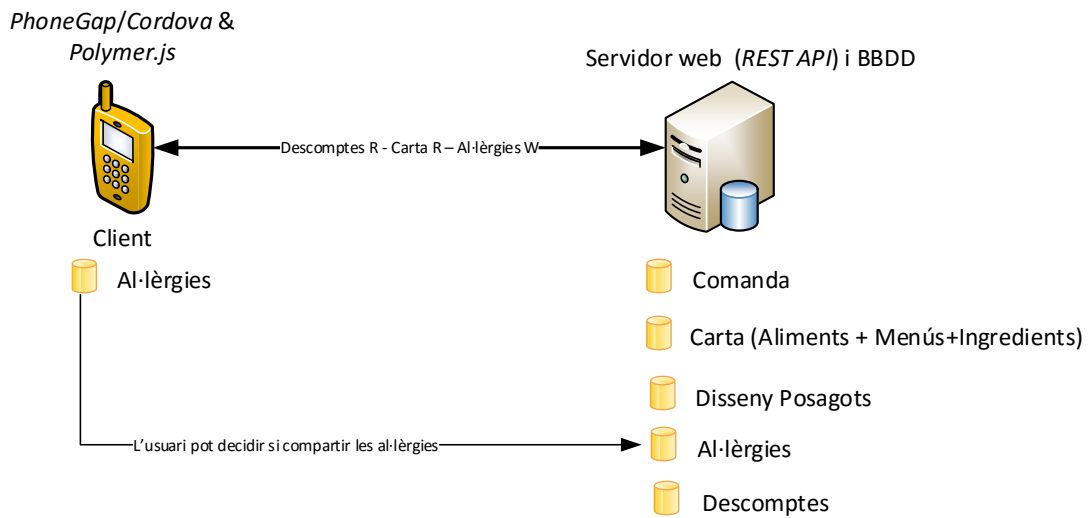 PhoneGap/Cordova &
Polymer.js
Servidor web (REST API) i BBDD
Descomptes R - Carta R – Al·lèrgies W
Client
Al·lèrgies
Comanda
Carta (Aliments + Menús+Ingredients)
Disseny Posagots
L'usuari pot decidir si compartir les al·lèrgies
Al·lèrgies
Descomptes